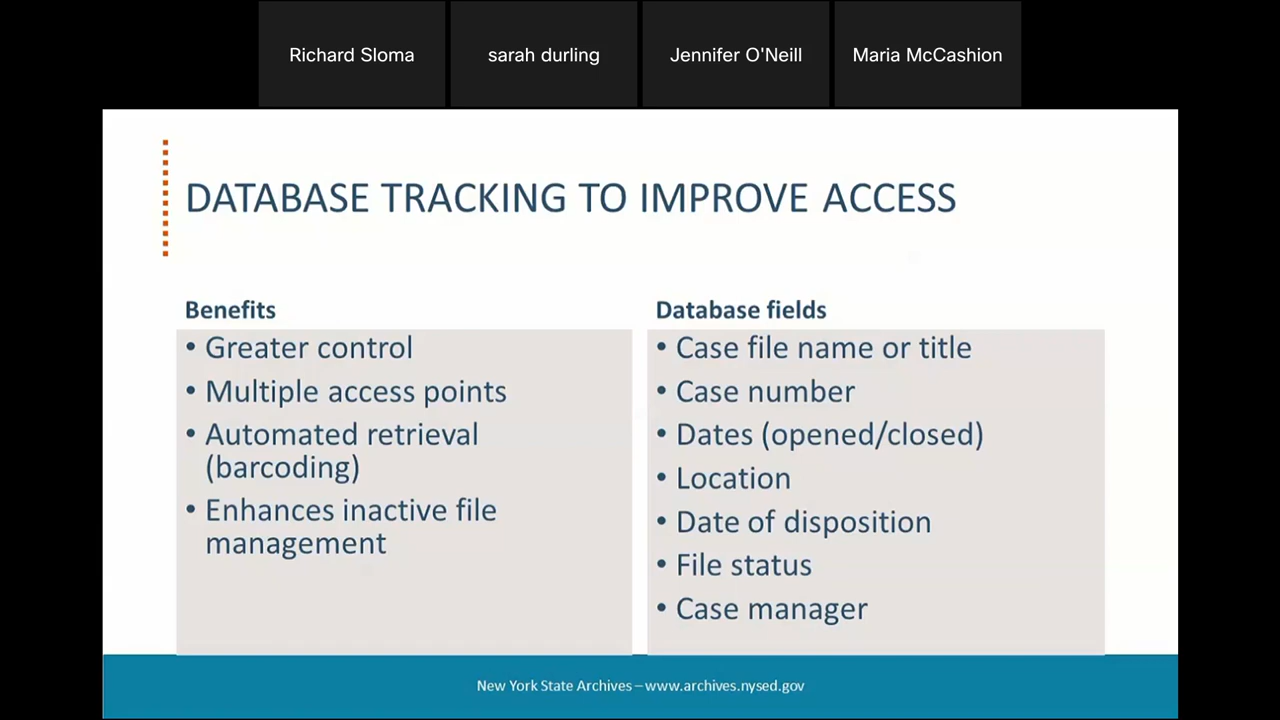 Richard Sloma
sarah durling
Jennifer O'Neill
Maria McCashion
DATABASE TRACKING TO IMPROVE ACCESS
Benefits
• Greater control
• Multiple access points
• Automated retrieval
(barcoding)
• Enhances inactive file
management
Database fields
• Case file name or title
• Case number
• Dates (opened/closed)
• Location
• Date of disposition
• File status
• Case manager
New York State Archives – www.archives.nysed.gov